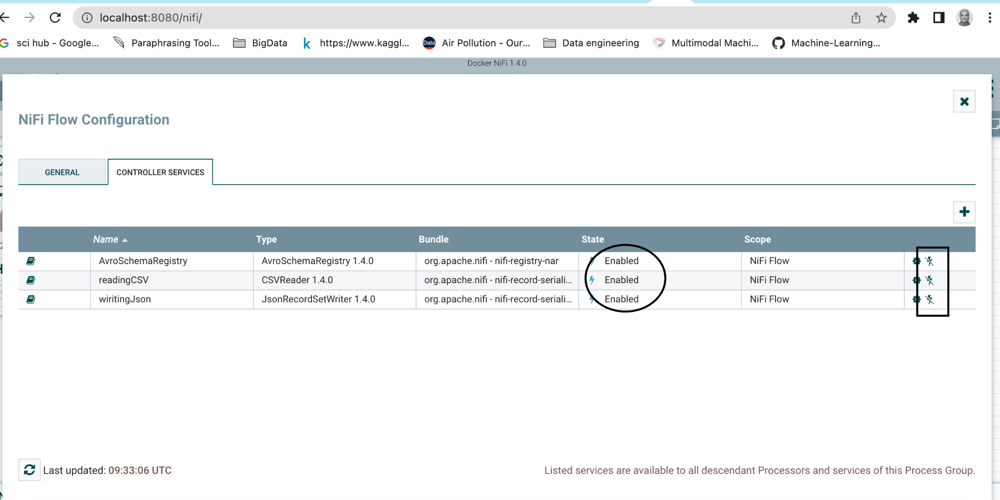 localhost:8080/nifi/
sci hub - Google... Paraphrasing Tool... BigData k https://www.kaggl... Data Air Pollution - Our... Data engineering Multimodal Machi... Machine-Learning...
Docker NiFi 1.4.0
NiFi Flow Configuration
GENERAL CONTROLLER SERVICES
Name Type Bundle State Scope
AvroSchemaRegistry AvroSchemaRegistry 1.4.0 org.apache.nifi - nifi-registry-nar Enabled NiFi Flow
readingCSV CSVReader 1.4.0 org.apache.nifi - nifi-record-seriali... Enabled NiFi Flow
wiritingJson JsonRecordSetWriter 1.4.0 org.apache.nifi - nifi-record-seriali... Enabled NiFi Flow
Last updated: 09:33:06 UTC Listed services are available to all descendant Processors and services of this Process Group.